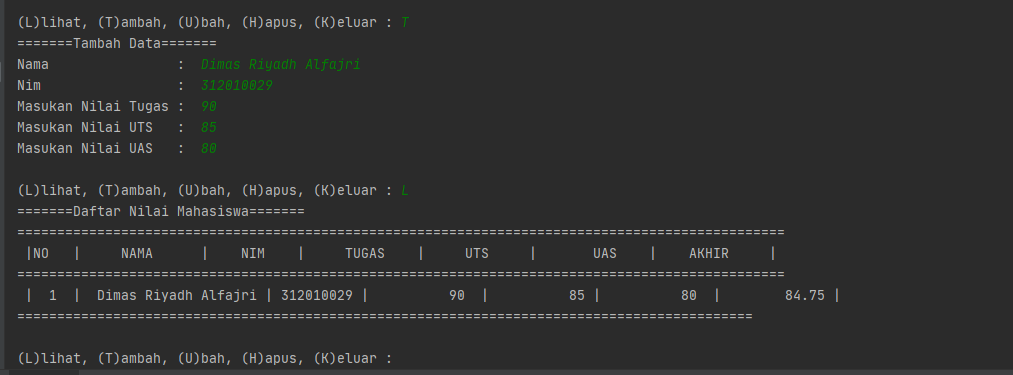 (L)lihat, (T)ambah, (U)bah, (H)apus, (K)eluar : T
=======Tambah Data=======
Nama                :  Dimas Riyadh Alfajri
Nim                 :  312010029
Masukan Nilai Tugas :  90
Masukan Nilai UTS   :  85
Masukan Nilai UAS   :  80
(L)lihat, (T)ambah, (U)bah, (H)apus, (K)eluar : L
=======Daftar Nilai Mahasiswa=======
================================================================================================
 |NO   |     NAMA      |    NIM    |     TUGAS    |     UTS     |       UAS    |    AKHIR     |
================================================================================================
 |  1  |  Dimas Riyadh Alfajri | 312010029 |          90  |          85 |          80  |        84.75 |
============================================================================================
(L)lihat, (T)ambah, (U)bah, (H)apus, (K)eluar :